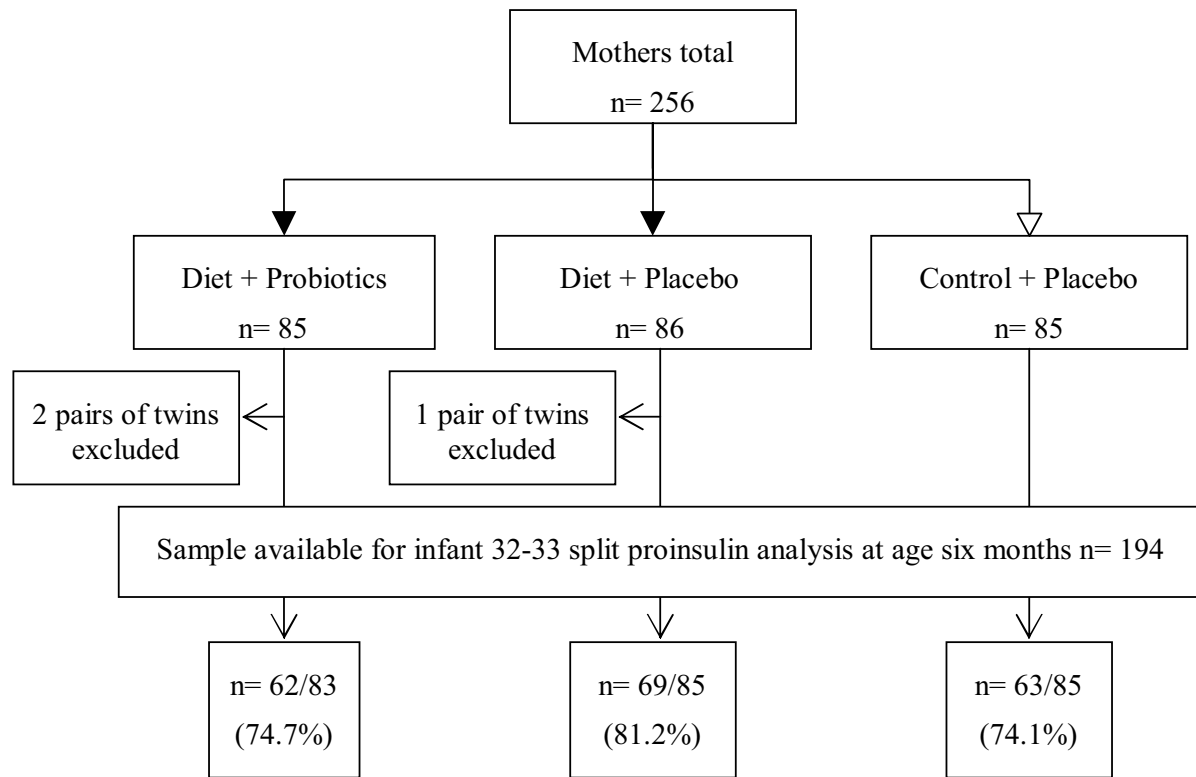 Mothers total
n= 256
Diet + Probiotics
n= 85
Diet + Placebo
n= 86
Control + Placebo
n= 85
2 pairs of twins
excluded
1 pair of twins
excluded
Sample available for infant 32-33 split proinsulin analysis at age six months n= 194
n= 62/83
(74.7%)
n= 69/85
(81.2%)
n= 63/85
(74.1%)